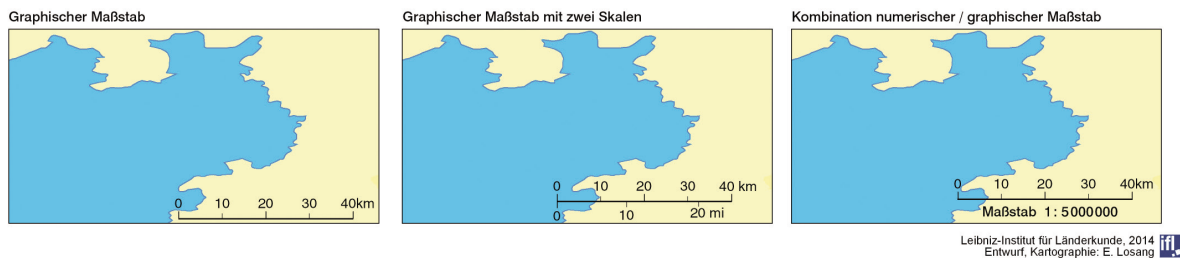 Graphischer Maßstab
0 10 20 30 40km
Graphischer Maßstab mit zwei Skalen
0 10 20 30 40 km
0 10 20 mi
Kombination numerischer / graphischer Maßstab
0 10 20 30 40km
Maßstab 1 : 5000000
Leibniz-Institut für Länderkunde, 2014
Entwurf, Kartographie: E. Losang
ifl